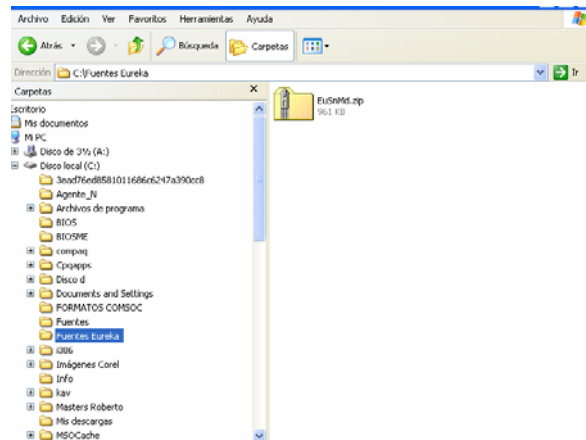 Archivo Edición Ver Favoritos Herramientas Ayuda
Atrás Búsqueda Carpetas
Dirección C:\Fuentes Eureka Ir
Carpetas
Escritorio
Mis documentos
Mi PC
Disco de 3½ (A:)
Disco local (C:)
3ead76ed8581011686c6247a390cc8
Agente_N
Archivos de programa
BIOS
BIOSME
compaq
Cpqapps
Disco d
Documents and Settings
FORMATOS COMSOC
Fuentes
Fuentes Eureka
i386
Imágenes Corel
Info
kav
Masters Roberto
Mis descargas
MSOCache
EuSnMd.zip
961 KB